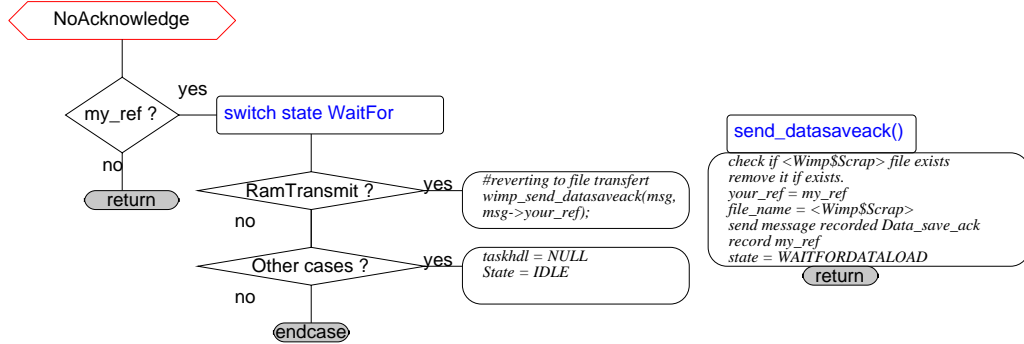 NoAcknowledge
yes
my_ref ?
switch state WaitFor
no
return
RamTransmit ?
yes
#reverting to file transfert
wimp_send_datasaveack(msg,
msg->your_ref);
no
Other cases ?
yes
taskhdl = NULL
State = IDLE
no
endcase
send_datasaveack()
check if <Wimp$Scrap> file exists
remove it if exists.
your_ref = my_ref
file_name = <Wimp$Scrap>
send message recorded Data_save_ack
record my_ref
state = WAITFORDATALOAD
return